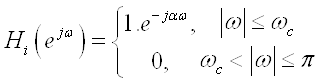 H_i(e^{jω}) = { 1.e^{-jαω}, |ω| ≤ ω_c
0, ω_c < |ω| ≤ π